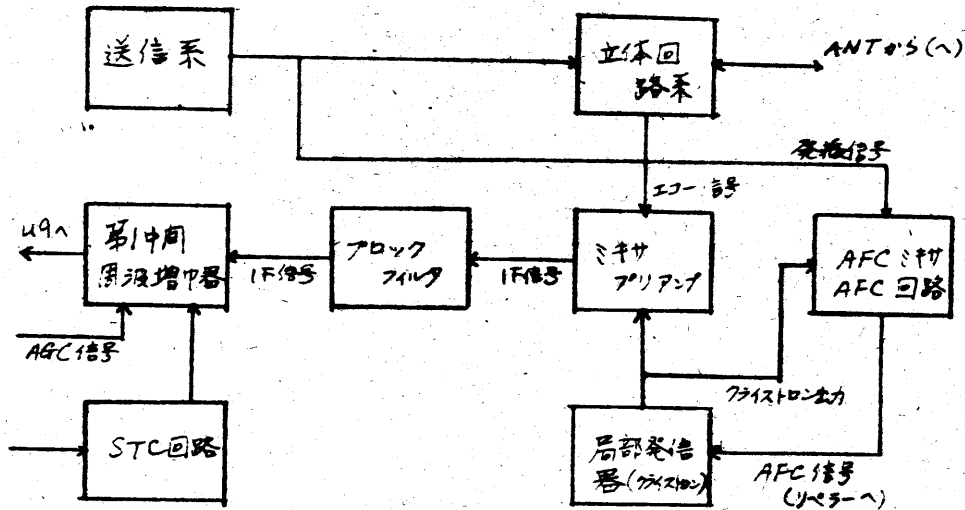 送信系
立体回
路系
ANTから(へ)
発振信号
エコー信号
U9へ
第1中間
周波増巾器
IF信号
ブロック
フィルタ
IF信号
ミキサ
プリアンプ
AFCミキサ
AFC回路
AGC信号
クライストロン出力
STC回路
局部発信
器(クライストロン)
AFC信号
(リペラーへ)